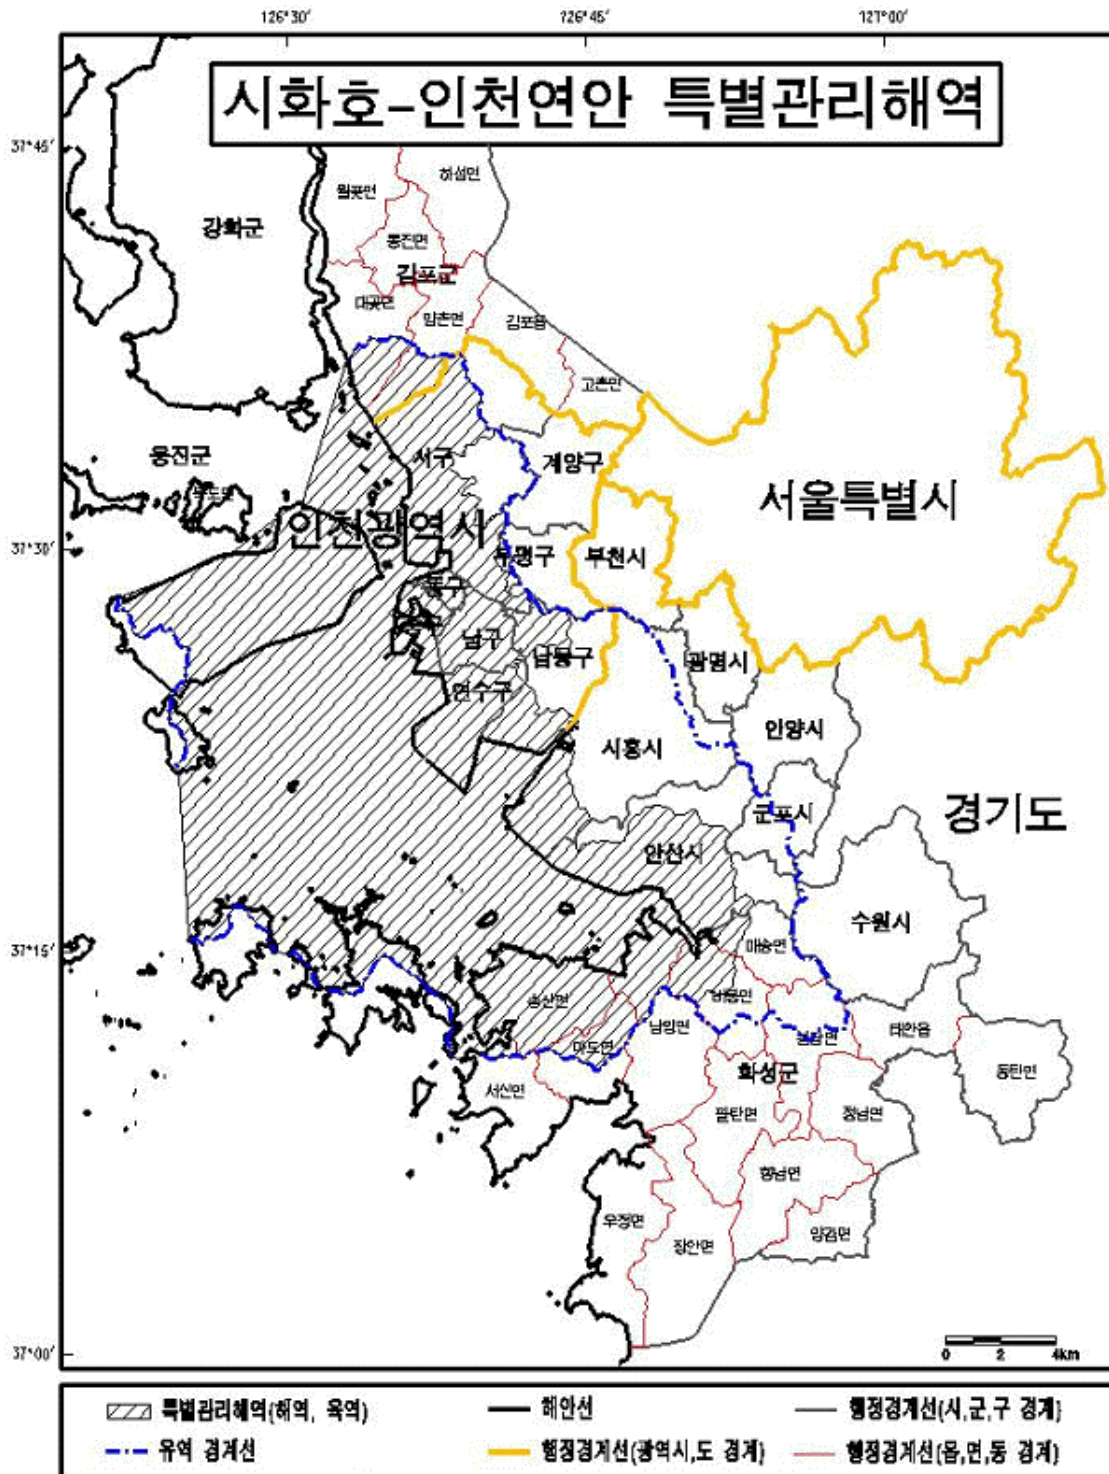 126°30′
126°45′
127°00′
시화호-인천연안 특별관리해역
37°45′
하성면
월곶면
강화군
통진면
김포군
대곶면
양촌면
김포읍
고촌면
서구
계양구
옹진군
서울특별시
인천광역시
37°30′
부평구
부천시
동구
남구
남동구
광명시
연수구
시흥시
안양시
군포시
경기도
안산시
수원시
37°15′
매송면
송산면
남양면
마도면
태안읍
동탄면
서신면
화성군
팔탄면
정남면
향남면
우정면
양감면
장안면
37°00′
0 2 4km
특별관리해역(해역, 육역)
해안선
행정경계선(시,군,구 경계)
유역 경계선
행정경계선(광역시,도 경계)
행정경계선(읍,면,동 경계)